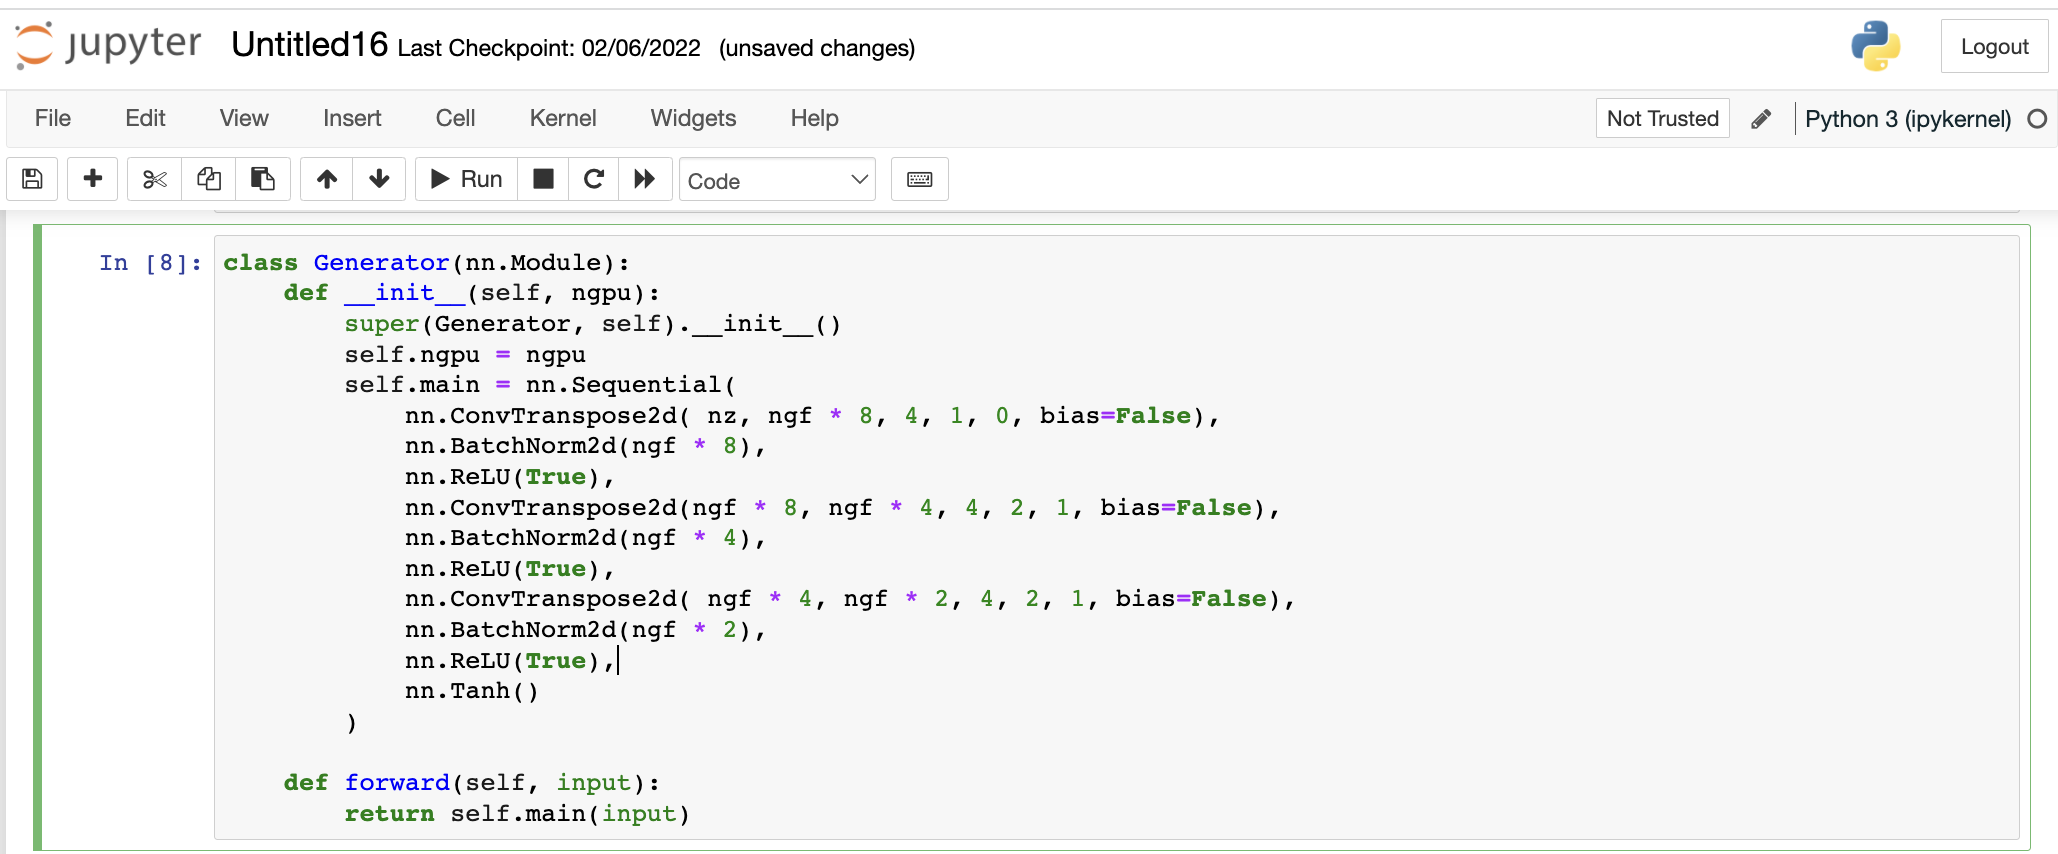 jupyter Untitled16 Last Checkpoint: 02/06/2022 (unsaved changes) Logout
File Edit View Insert Cell Kernel Widgets Help Not Trusted Python 3 (ipykernel)
Run Code
In [8]: class Generator(nn.Module):
    def __init__(self, ngpu):
        super(Generator, self).__init__()
        self.ngpu = ngpu
        self.main = nn.Sequential(
            nn.ConvTranspose2d( nz, ngf * 8, 4, 1, 0, bias=False),
            nn.BatchNorm2d(ngf * 8),
            nn.ReLU(True),
            nn.ConvTranspose2d(ngf * 8, ngf * 4, 4, 2, 1, bias=False),
            nn.BatchNorm2d(ngf * 4),
            nn.ReLU(True),
            nn.ConvTranspose2d( ngf * 4, ngf * 2, 4, 2, 1, bias=False),
            nn.BatchNorm2d(ngf * 2),
            nn.ReLU(True),
            nn.Tanh()
        )
    def forward(self, input):
        return self.main(input)